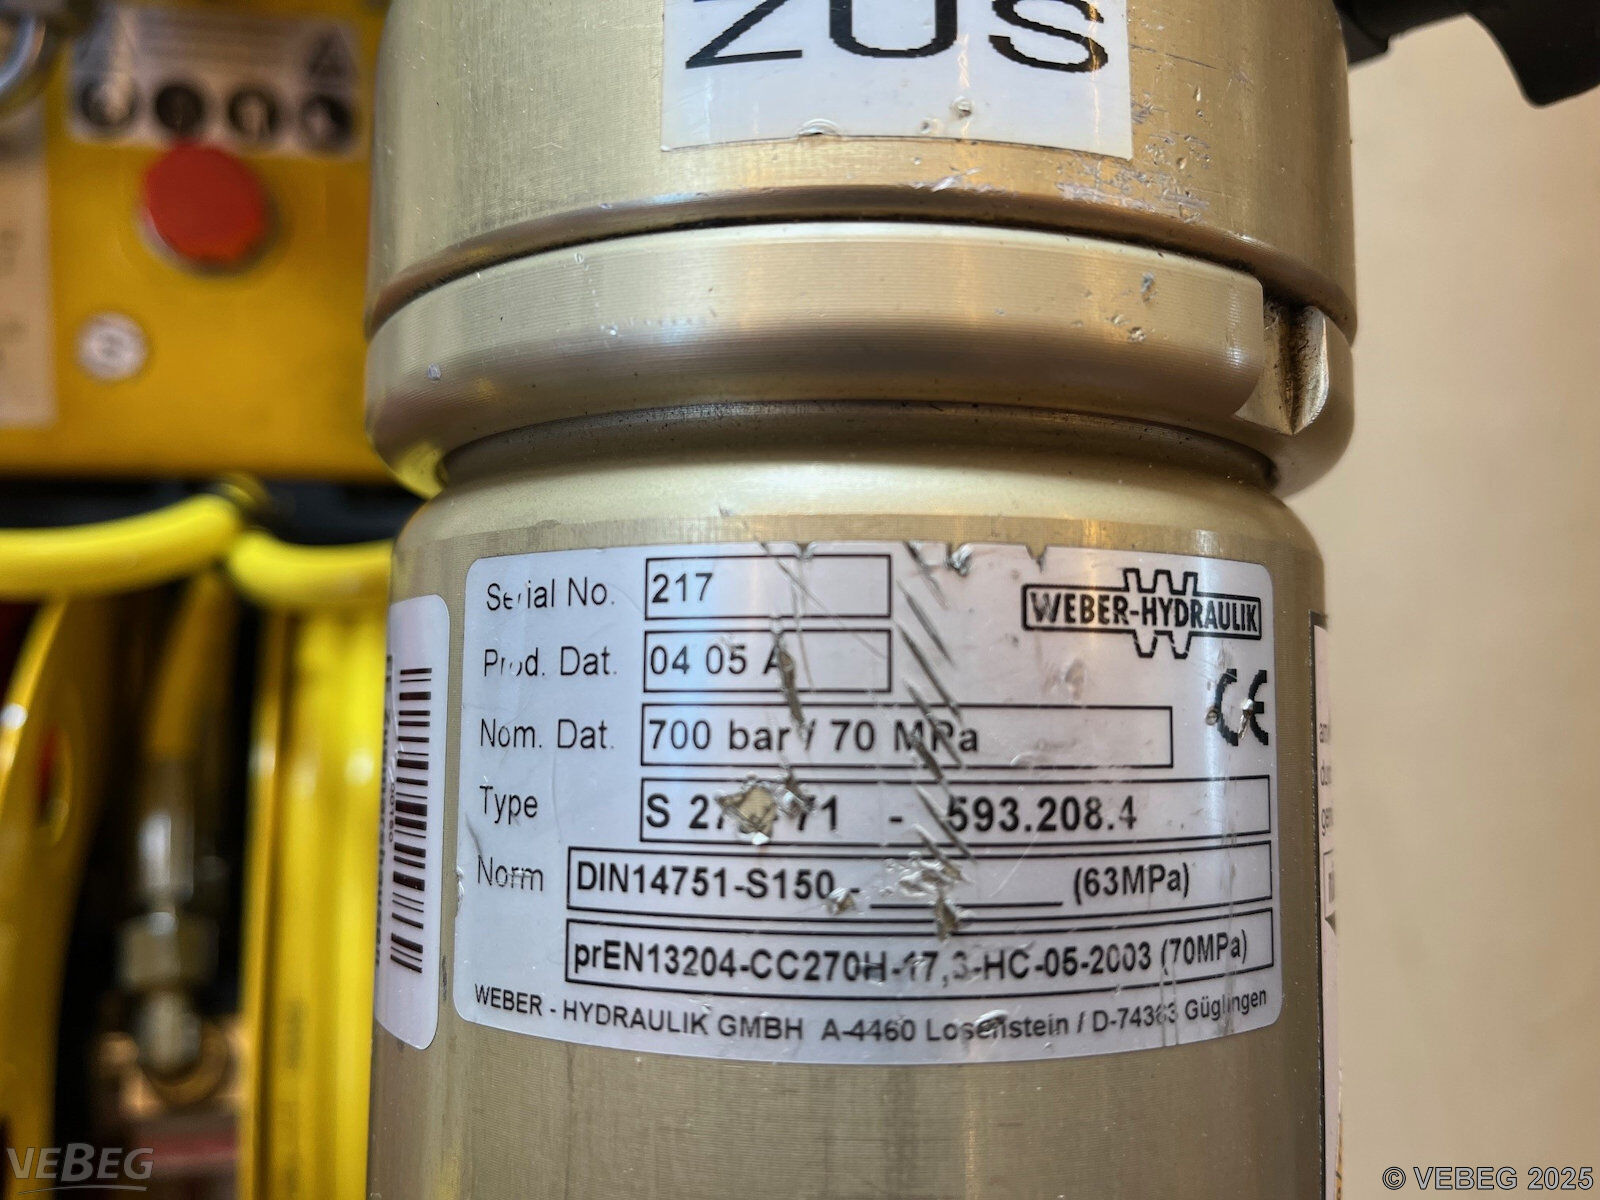 ZUS
Serial No. 217
WEBER-HYDRAULIK
Prod. Dat. 04 05 A
CE
Nom. Dat. 700 bar / 70 MPa
Type S 71 - 593.208.4
Norm DIN14751-S150 - (63MPa)
prEN13204-CC270H-17,3-HC-05-2003 (70MPa)
WEBER - HYDRAULIK GMBH A-4460 Losenstein / D-74363 Güglingen
VEBEG
© VEBEG 2025